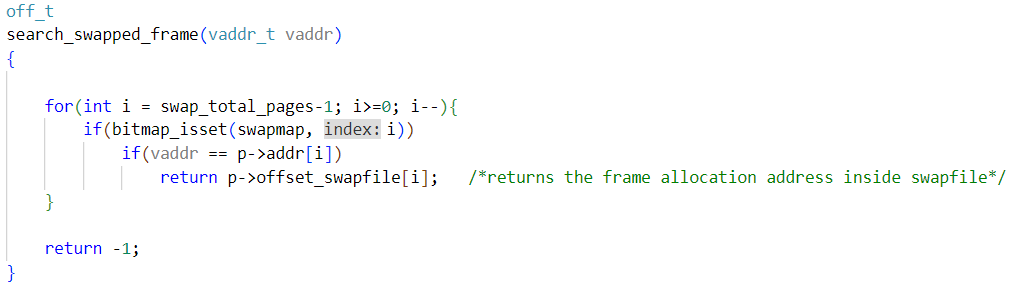 off_t
search_swapped_frame(vaddr_t vaddr)
{
for(int i = swap_total_pages-1; i>=0; i--){
if(bitmap_isset(swapmap, index: i))
if(vaddr == p->addr[i])
return p->offset_swapfile[i]; /*returns the frame allocation address inside swapfile*/
}
return -1;
}